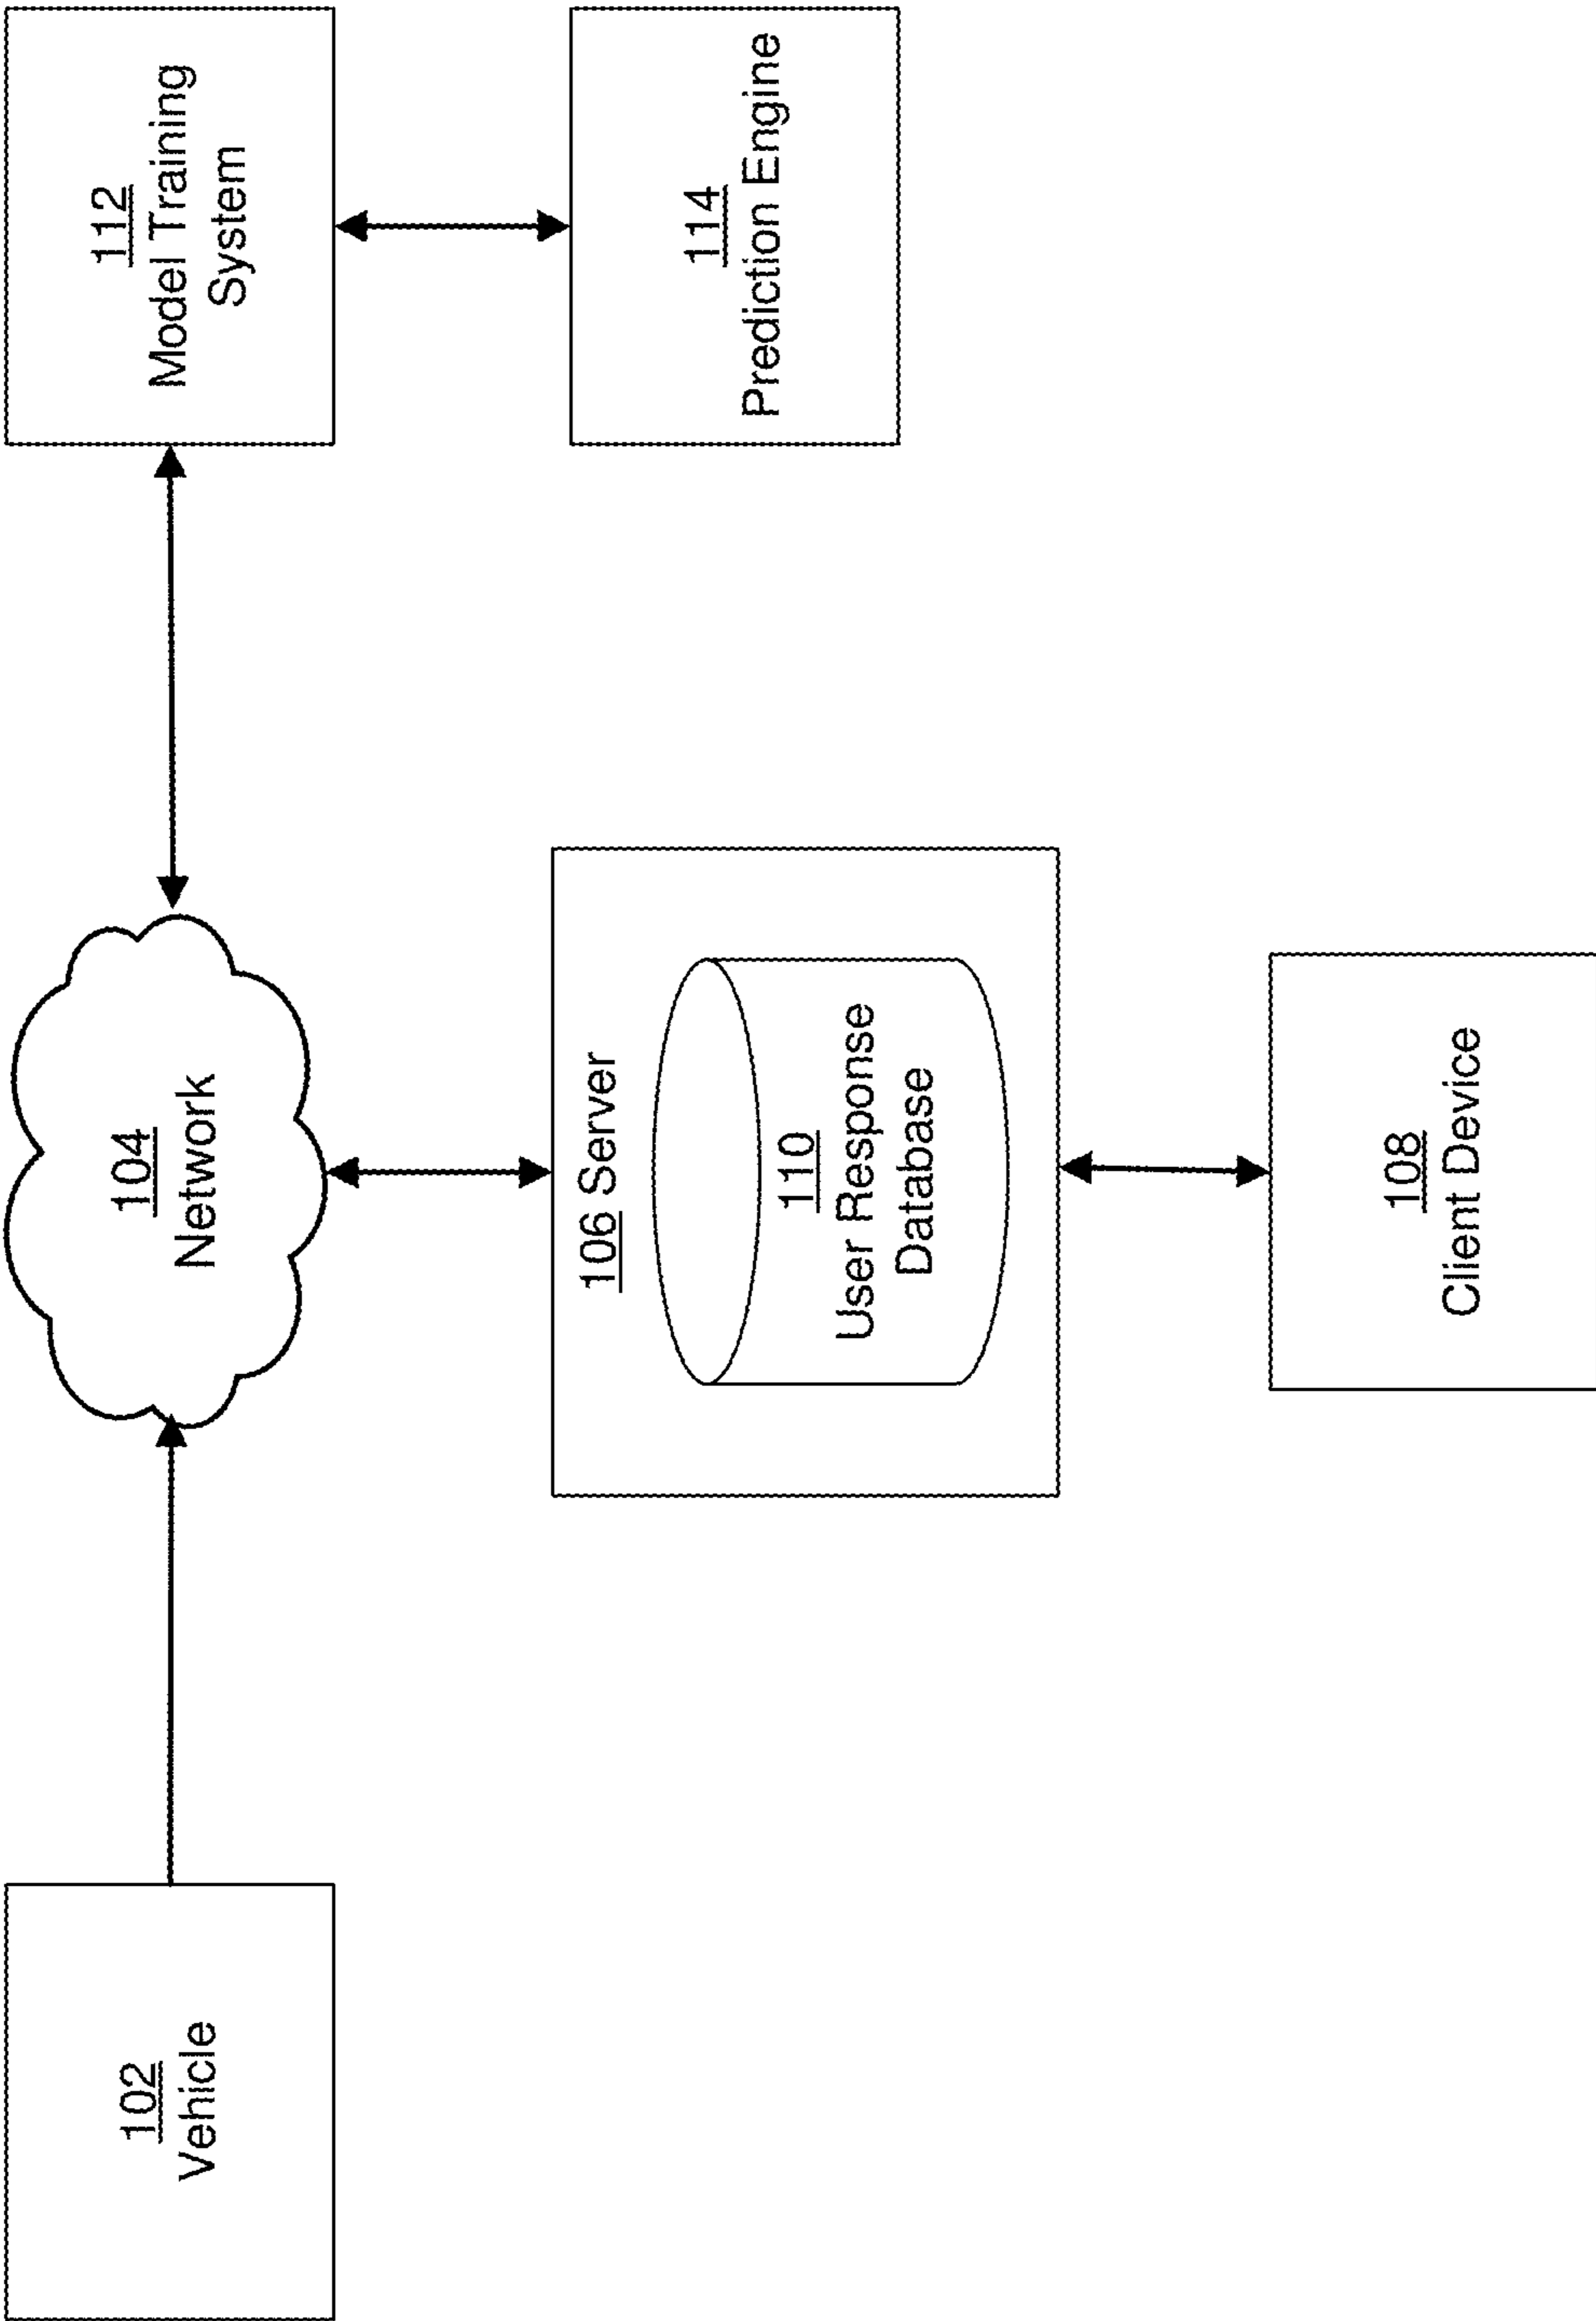 102
Vehicle
104
Network
112
Model Training
System
106 Server
110
User Response
Database
114
Prediction Engine
108
Client Device